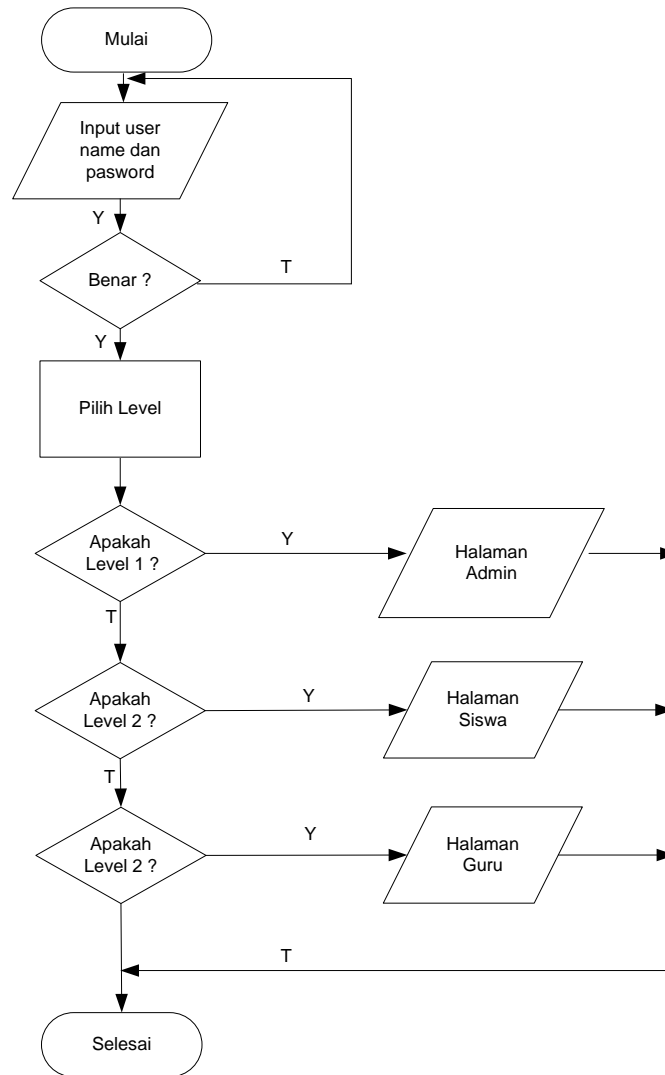 Mulai
Input user
name dan
pasword
Y
Benar ?
T
Y
Pilih Level
Apakah
Level 1 ?
Y
Halaman
Admin
T
Apakah
Level 2 ?
Y
Halaman
Siswa
T
Apakah
Level 2 ?
Y
Halaman
Guru
T
Selesai